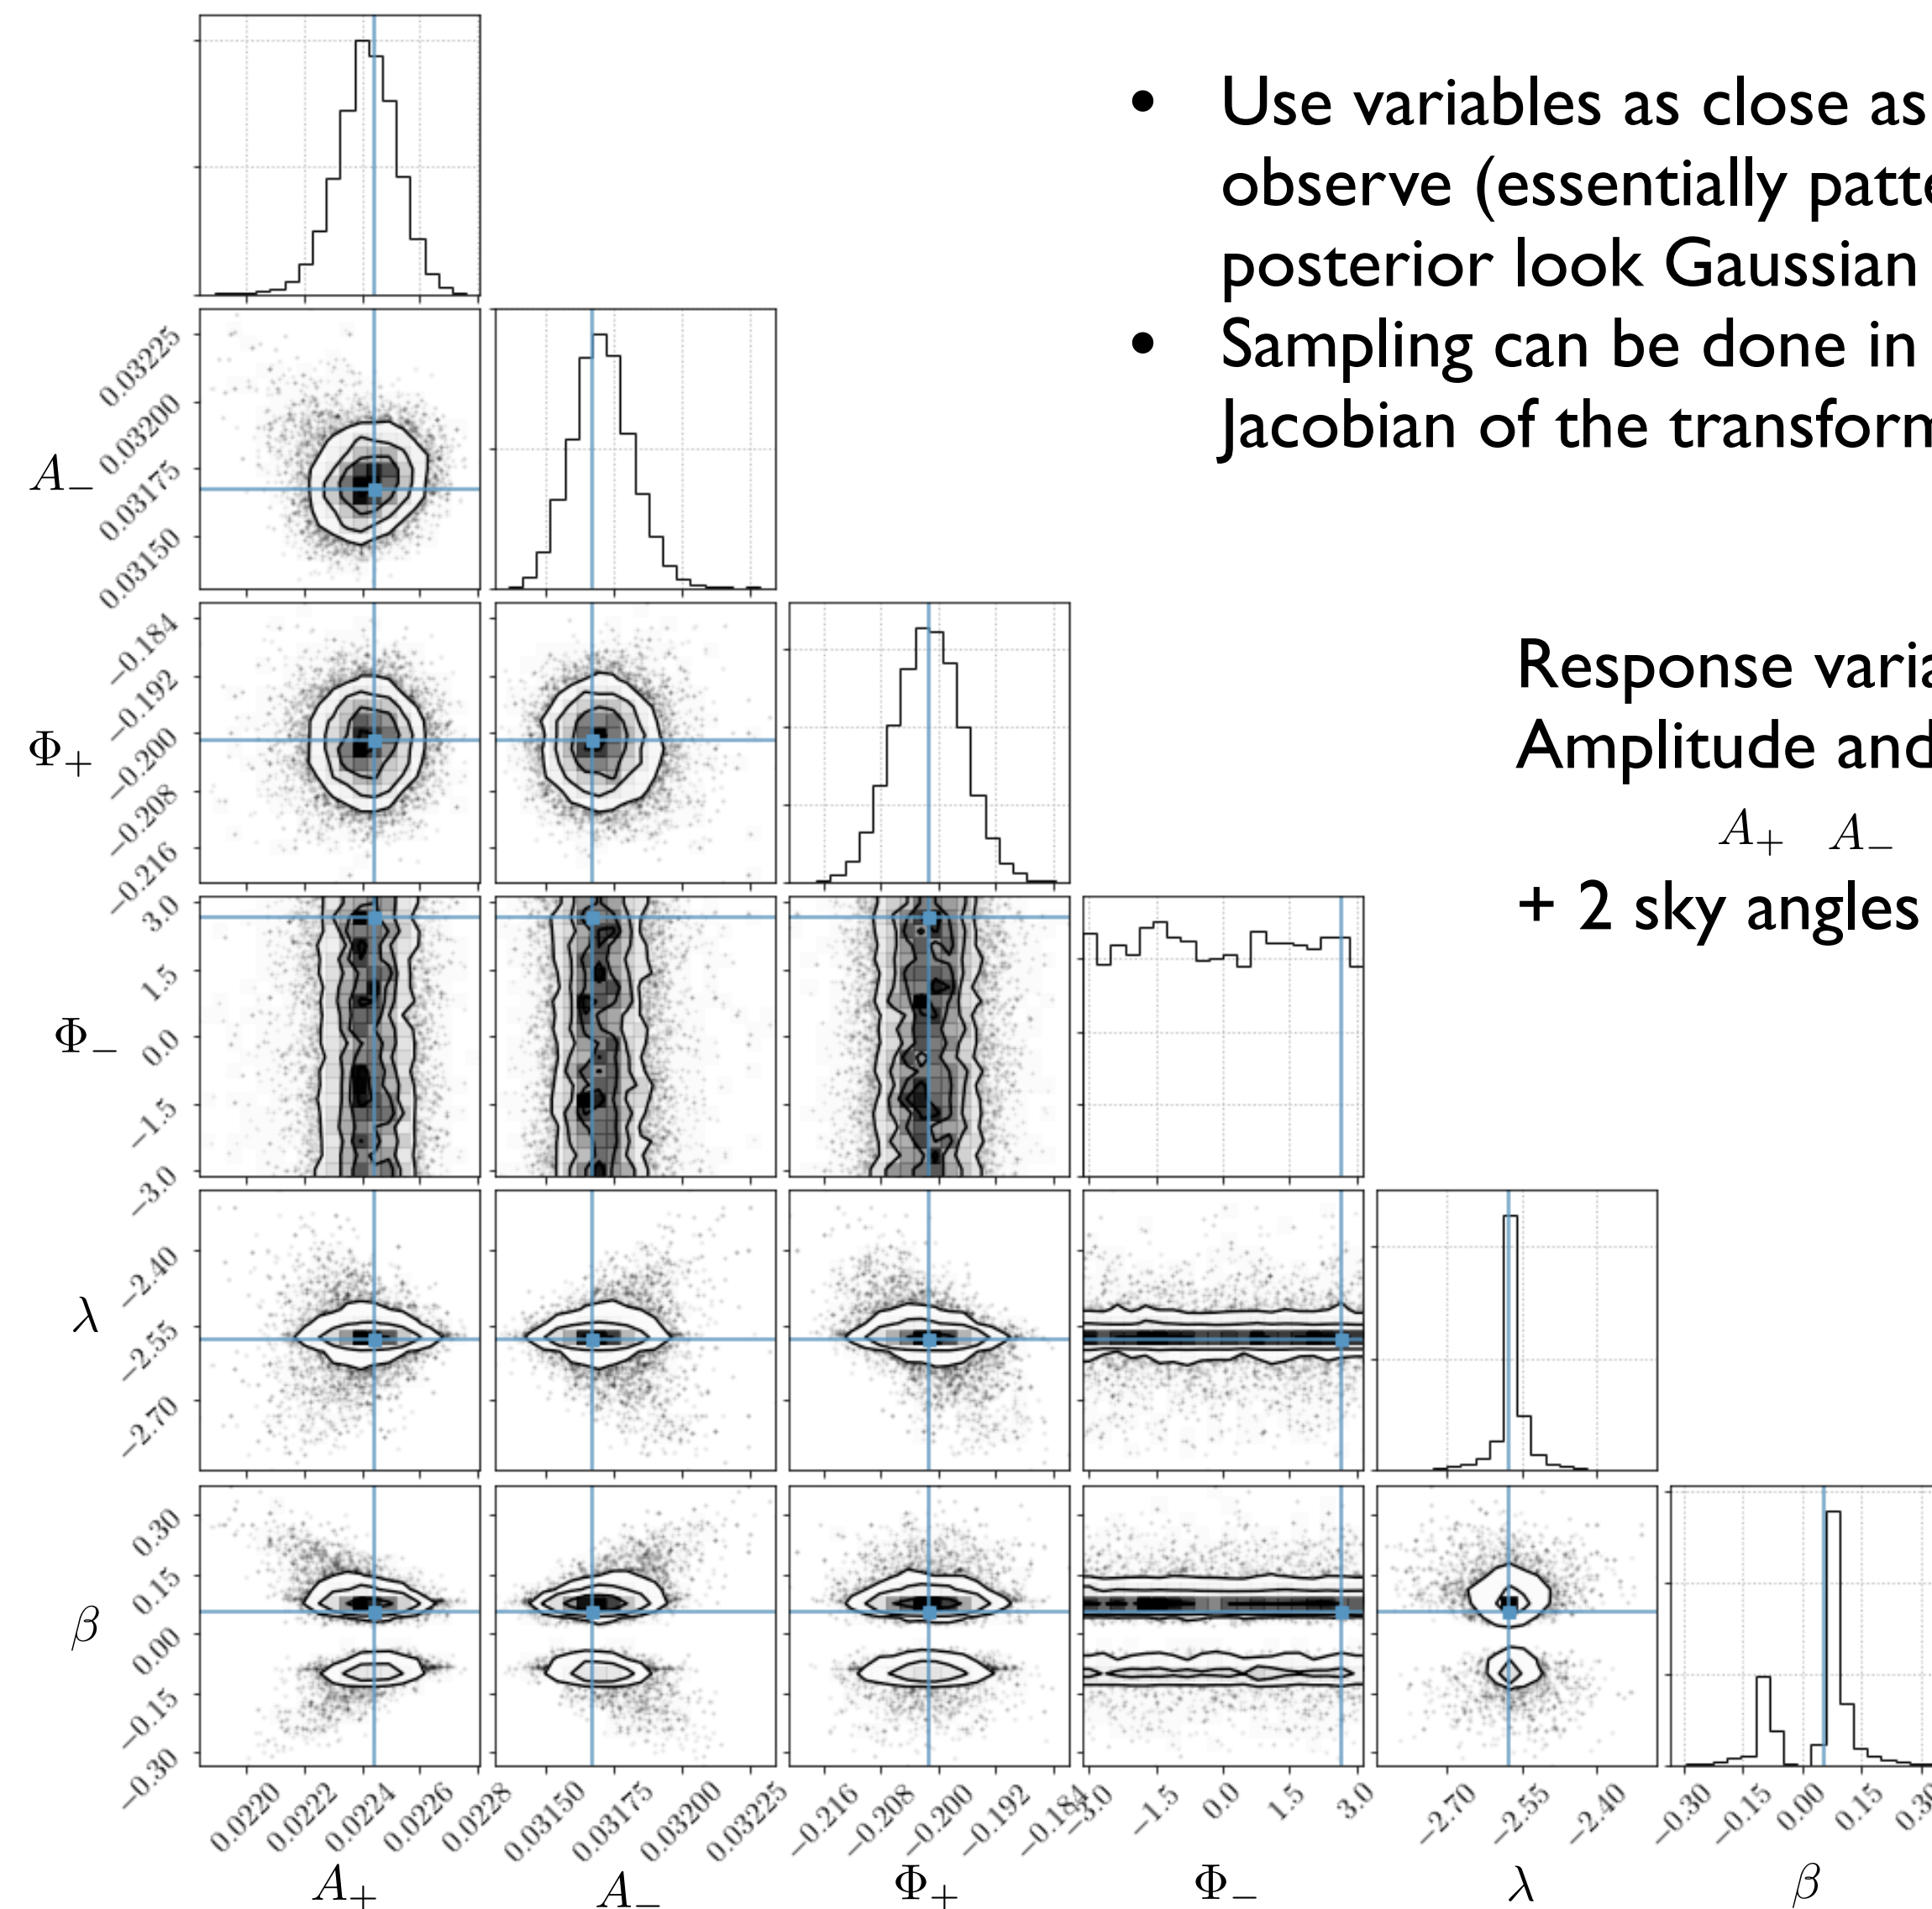 • Use variables as close as
observe (essentially patte
posterior look Gaussian
• Sampling can be done in
Jacobian of the transform
Response varia
Amplitude and
A₊ A₋
+ 2 sky angles
A₋
0.03225
0.03200
0.03175
0.03150
Φ₊
−0.184
−0.192
−0.200
−0.208
−0.216
Φ₋
3.0
1.5
0.0
−1.5
−3.0
λ
−2.40
−2.55
−2.70
β
0.30
0.15
0.00
−0.15
−0.30
0.0220 0.0222 0.0224 0.0226 0.0228 0.03150 0.03175 0.03200 0.03225 −0.216 −0.208 −0.200 −0.192 −0.184 −3.0 −1.5 0.0 1.5 3.0 −2.70 −2.55 −2.40 −0.30 −0.15 0.00 0.15 0.30
A₊ A₋ Φ₊ Φ₋ λ β